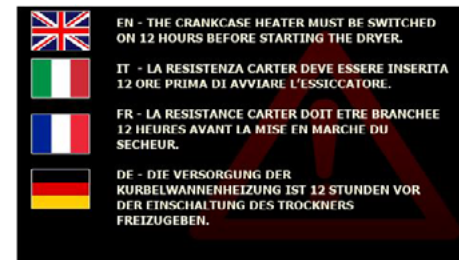 EN - THE CRANKCASE HEATER MUST BE SWITCHED
ON 12 HOURS BEFORE STARTING THE DRYER.
IT - LA RESISTENZA CARTER DEVE ESSERE INSERITA
12 ORE PRIMA DI AVVIARE L'ESSICCATORE.
FR - LA RESISTANCE CARTER DOIT ETRE BRANCHEE
12 HEURES AVANT LA MISE EN MARCHE DU
SECHEUR.
DE - DIE VERSORGUNG DER
KURBELWANNENHEIZUNG IST 12 STUNDEN VOR
DER EINSCHALTUNG DES TROCKNERS
FREIZUGEBEN.